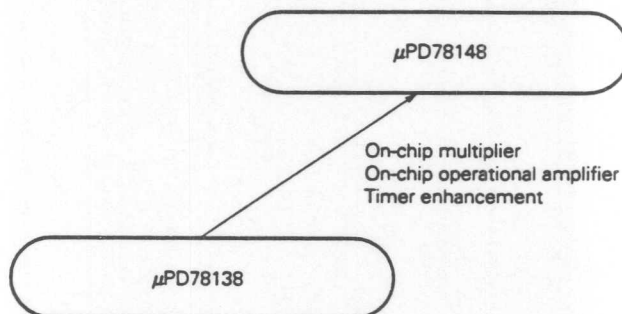 μPD78148
On-chip multiplier
On-chip operational amplifier
Timer enhancement
μPD78138